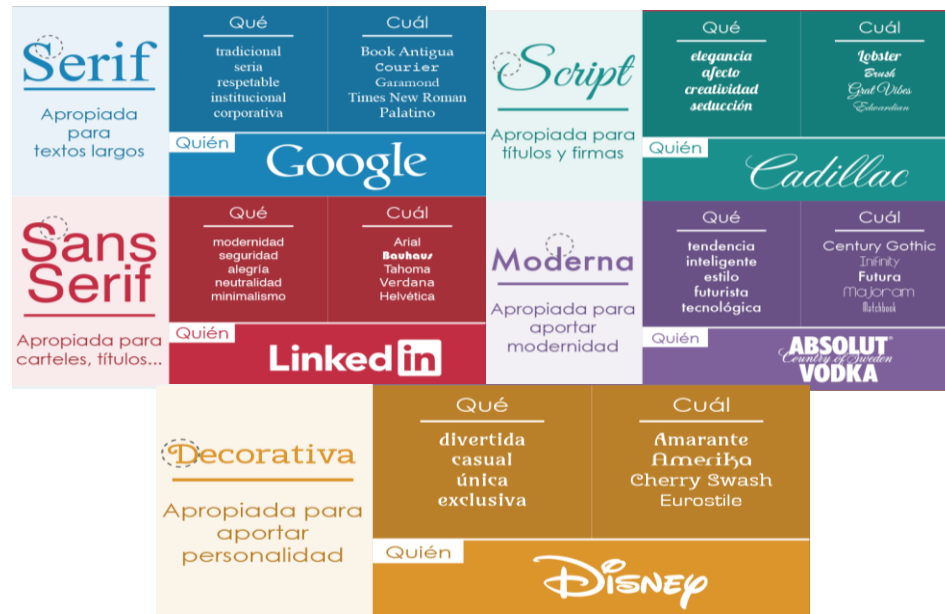 Serif
Apropiada
para
textos largos
Qué
tradicional
seria
respetable
institucional
corporativa
Cuál
Book Antigua
Courier
Garamond
Times New Roman
Palatino
Quién
Google
Script
Apropiada para
títulos y firmas
Qué
elegancia
afecto
creatividad
seducción
Cuál
Lobster
Brush
Grat Vibes
Edwardian
Quién
Cadillac
Sans
Serif
Apropiada para
carteles, títulos...
Qué
modernidad
seguridad
alegría
neutralidad
minimalismo
Cuál
Arial
Bauhaus
Tahoma
Verdana
Helvética
Quién
Linked in
Moderna
Apropiada para
aportar
modernidad
Qué
tendencia
inteligente
estilo
futurista
tecnológica
Cuál
Century Gothic
Infinity
Futura
Majoram
Matchbook
Quién
ABSOLUT
Country of Sweden
VODKA
Decorativa
Apropiada para
aportar
personalidad
Qué
divertida
casual
única
exclusiva
Cuál
Amarante
Amerika
Cherry Swash
Eurostile
Quién
Disney